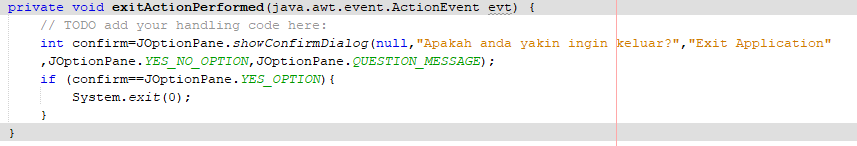 private void exitActionPerformed(java.awt.event.ActionEvent evt) {
// TODO add your handling code here:
int confirm=JOptionPane.showConfirmDialog(null,"Apakah anda yakin ingin keluar?","Exit Application"
,JOptionPane.YES_NO_OPTION,JOptionPane.QUESTION_MESSAGE);
if (confirm==JOptionPane.YES_OPTION){
System.exit(0);
}
}